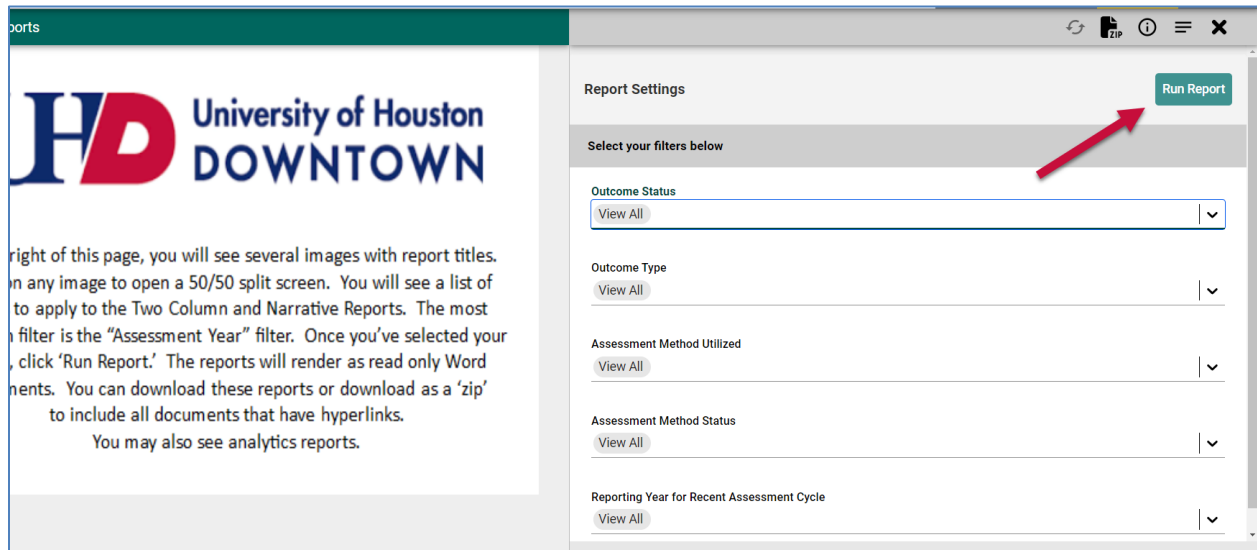 ports
ZIP
HD
University of Houston
DOWNTOWN
right of this page, you will see several images with report titles.
on any image to open a 50/50 split screen. You will see a list of
to apply to the Two Column and Narrative Reports. The most
filter is the “Assessment Year” filter. Once you’ve selected your
, click ‘Run Report.’ The reports will render as read only Word
ments. You can download these reports or download as a ‘zip’
to include all documents that have hyperlinks.
You may also see analytics reports.
Report Settings
Run Report
Select your filters below
Outcome Status
View All
Outcome Type
View All
Assessment Method Utilized
View All
Assessment Method Status
View All
Reporting Year for Recent Assessment Cycle
View All